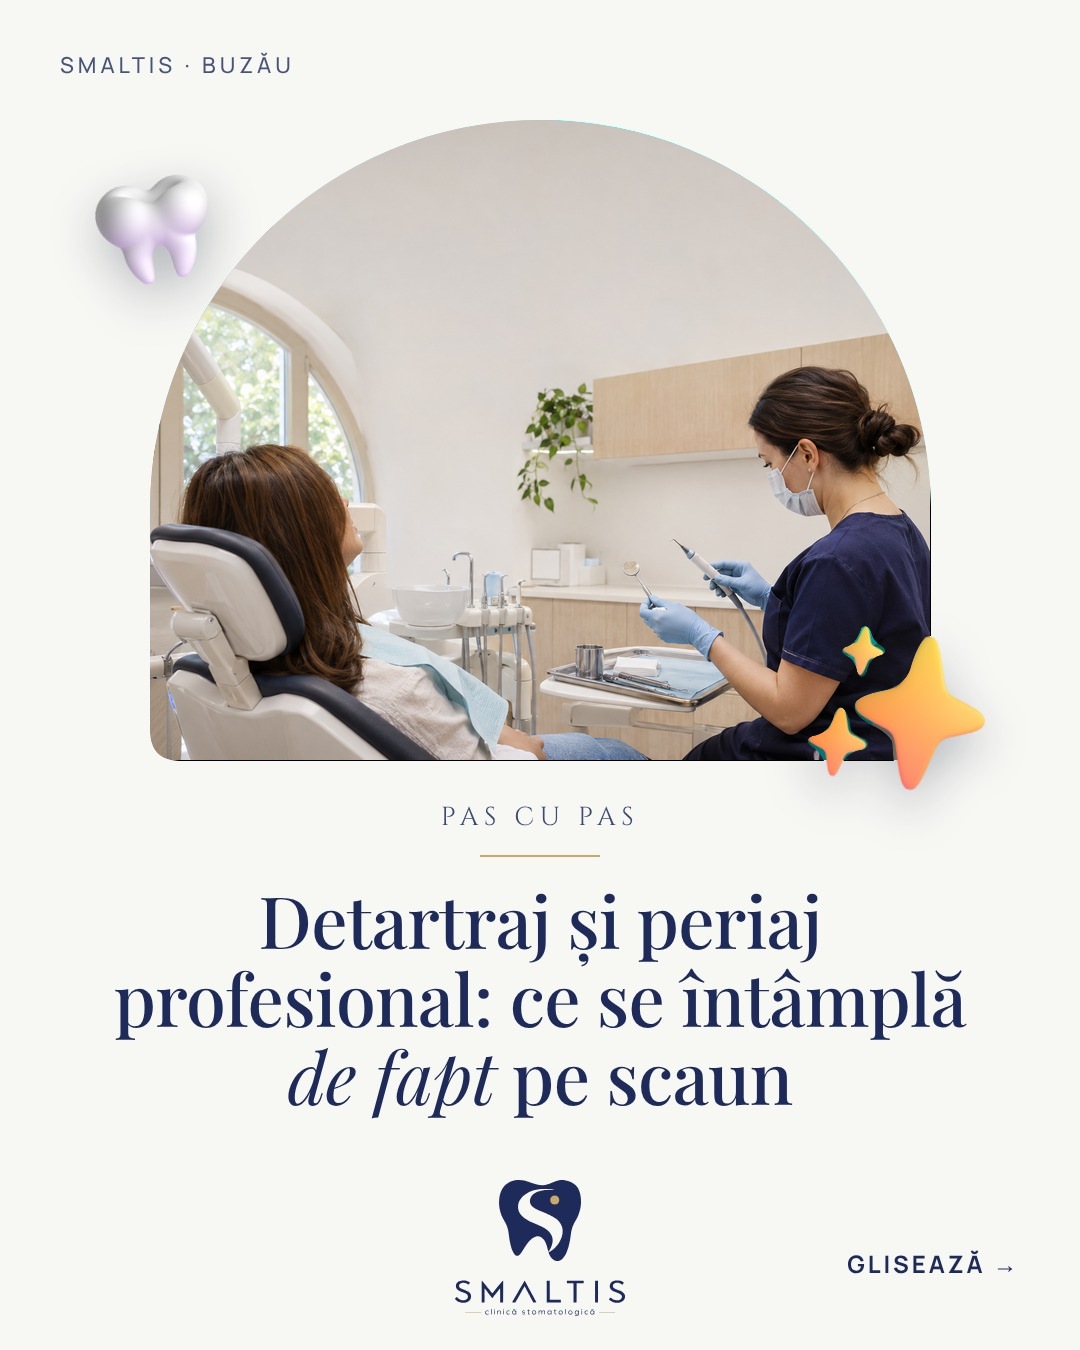 SMALTIS · BUZĂU
PAS CU PAS
Detartraj și periaj
profesional: ce se întâmplă
de fapt pe scaun
SMALTIS
clinică stomatologică
GLISEAZĂ →